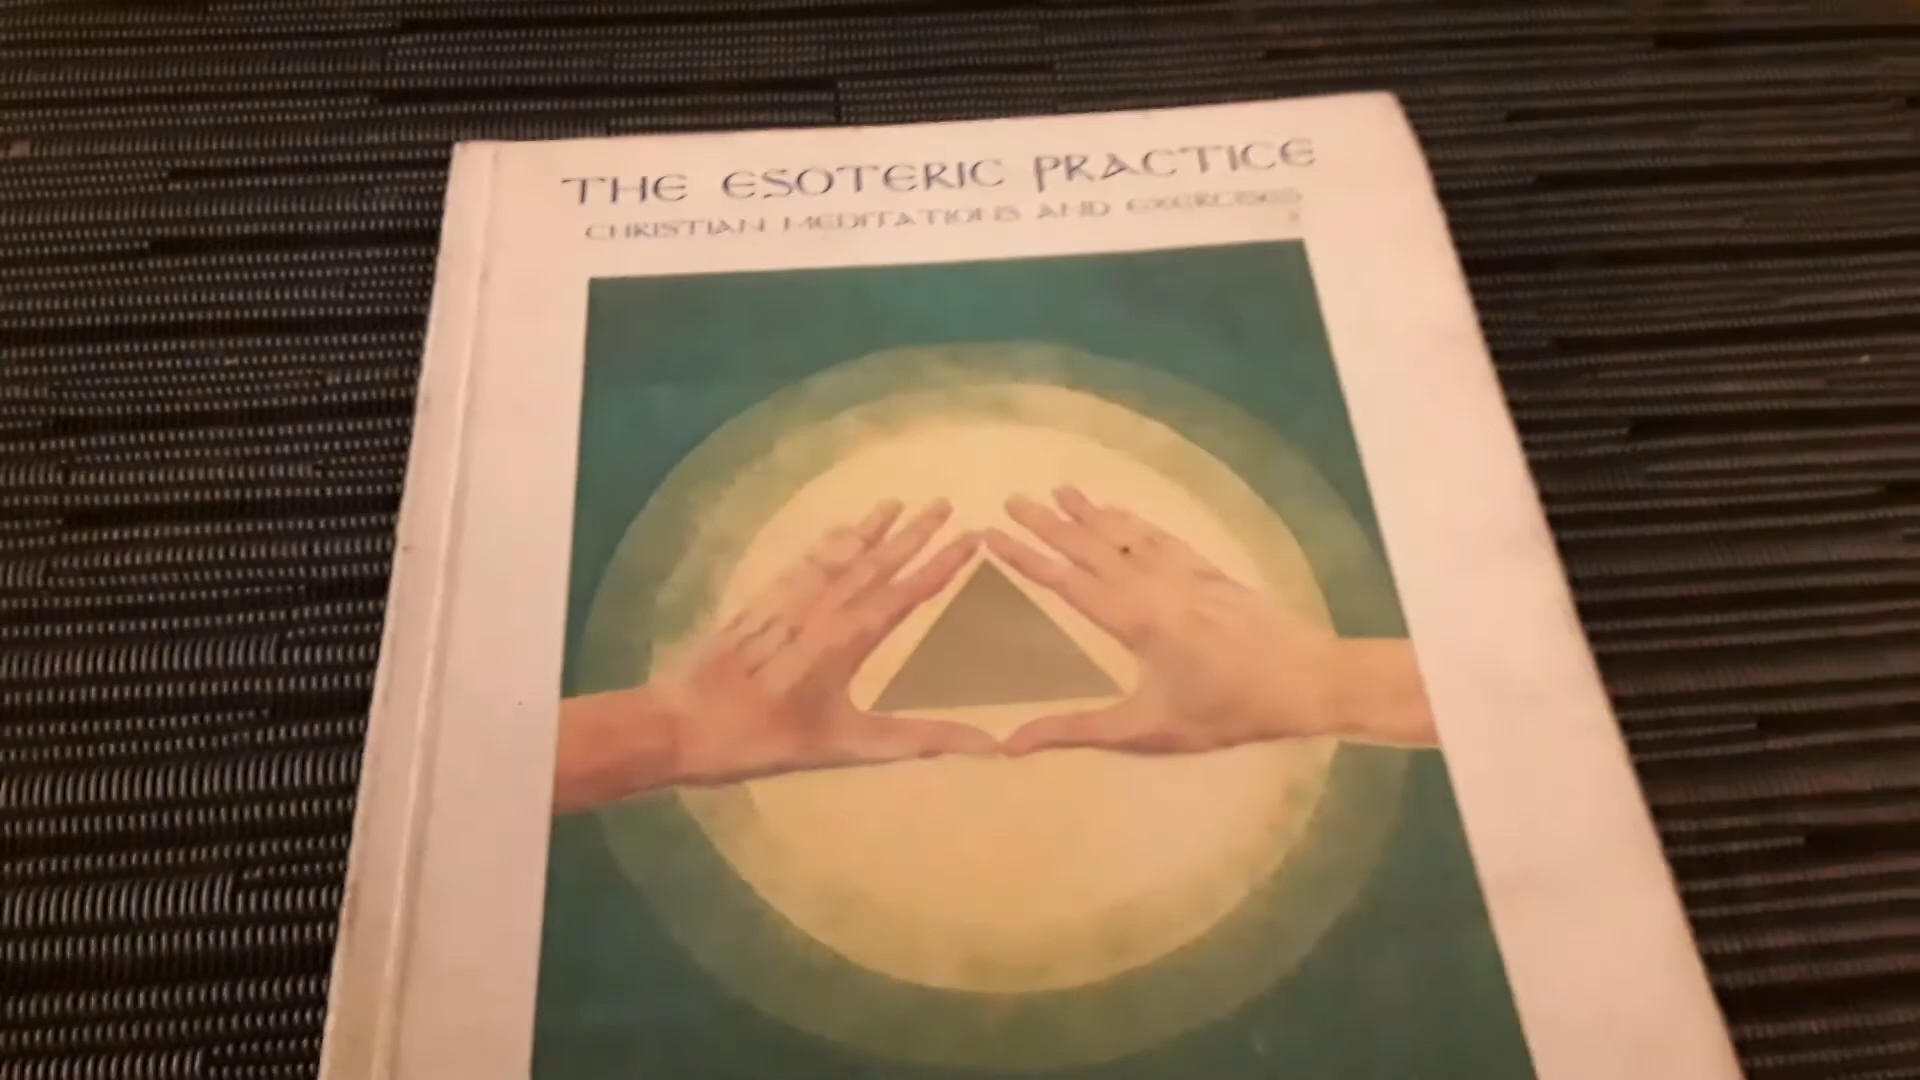 THE ESOTERIC PRACTICE
CHRISTIAN MEDITATIONS AND EXERCISES